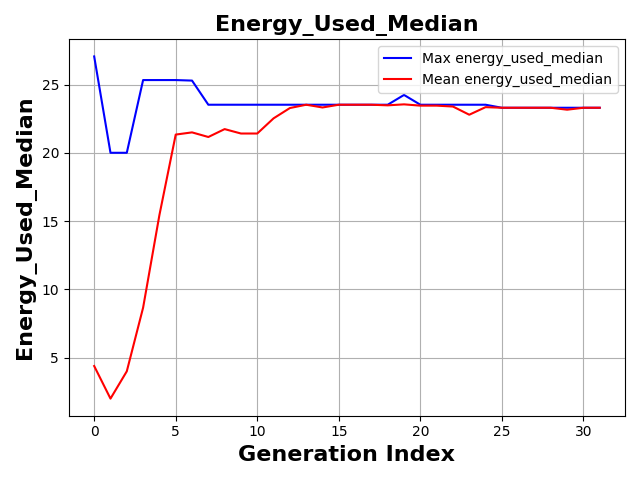 Energy_Used_Median
Max energy_used_median
Mean energy_used_median
Energy_Used_Median
25
20
15
10
5
0 5 10 15 20 25 30
Generation Index